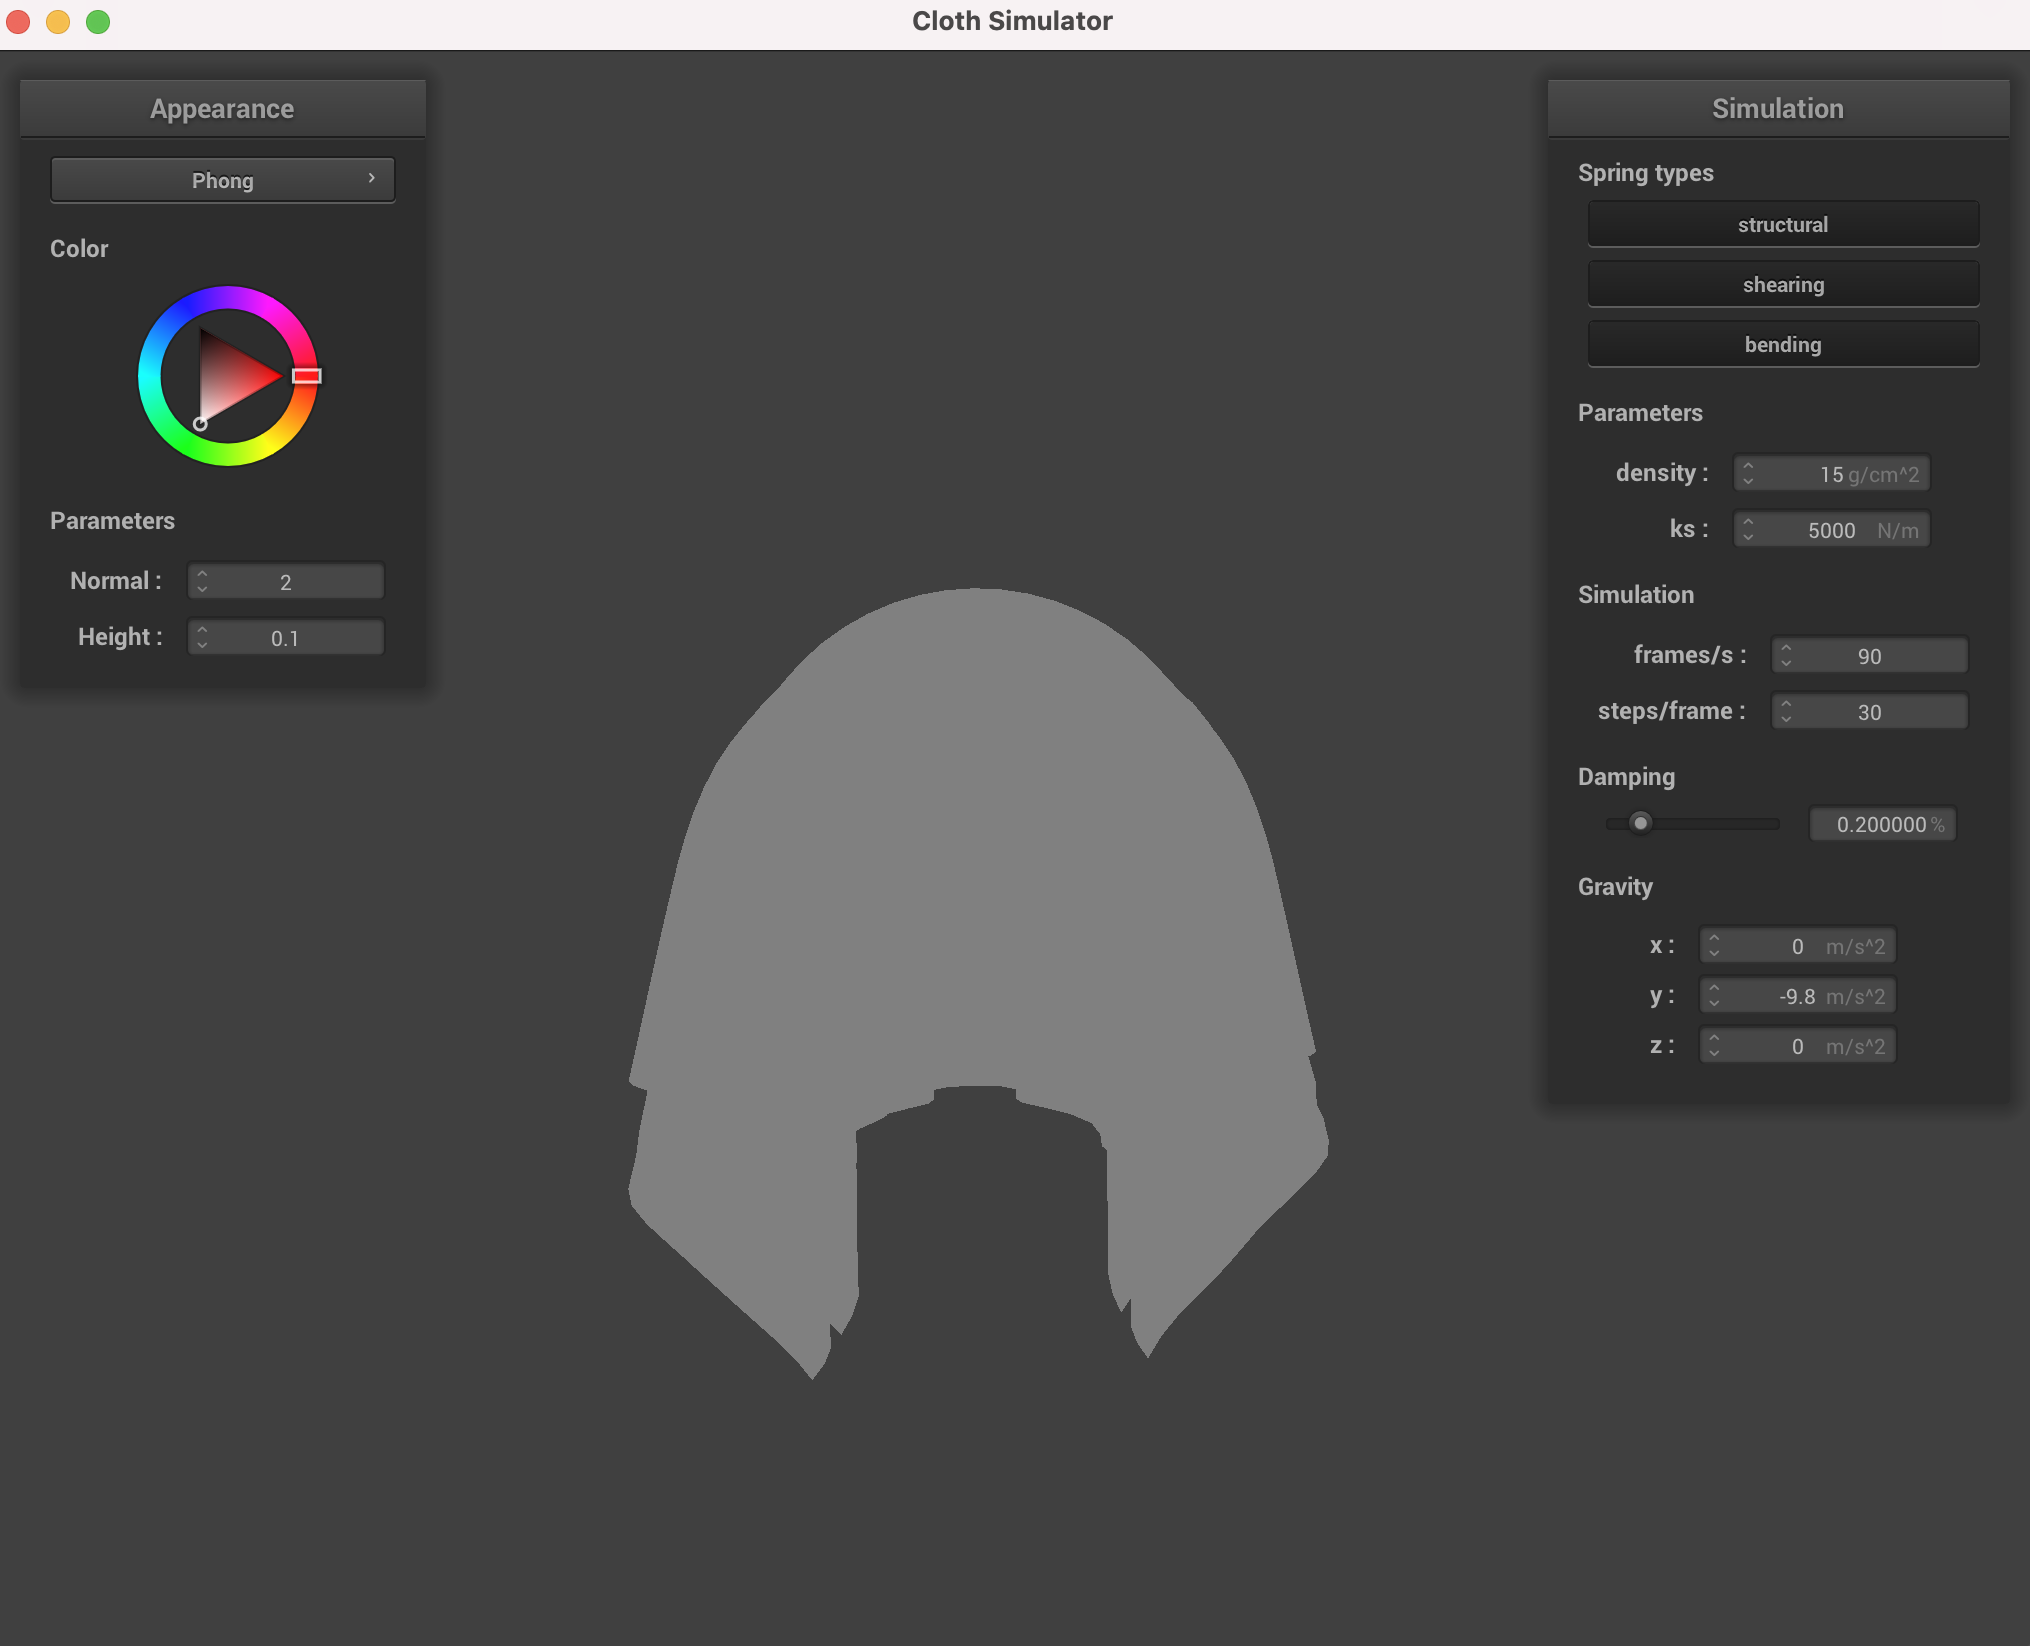 Cloth Simulator
Appearance
Phong
Color
Parameters
Normal : 2
Height : 0.1
Simulation
Spring types
structural
shearing
bending
Parameters
density : 15 g/cm^2
ks : 5000 N/m
Simulation
frames/s : 90
steps/frame : 30
Damping
0.200000 %
Gravity
x : 0 m/s^2
y : -9.8 m/s^2
z : 0 m/s^2